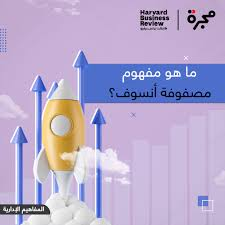 Harvard
Business
Review
مجرة
ما هو مفهوم
مصفوفة أنسوف؟
المفاهيم الإدارية